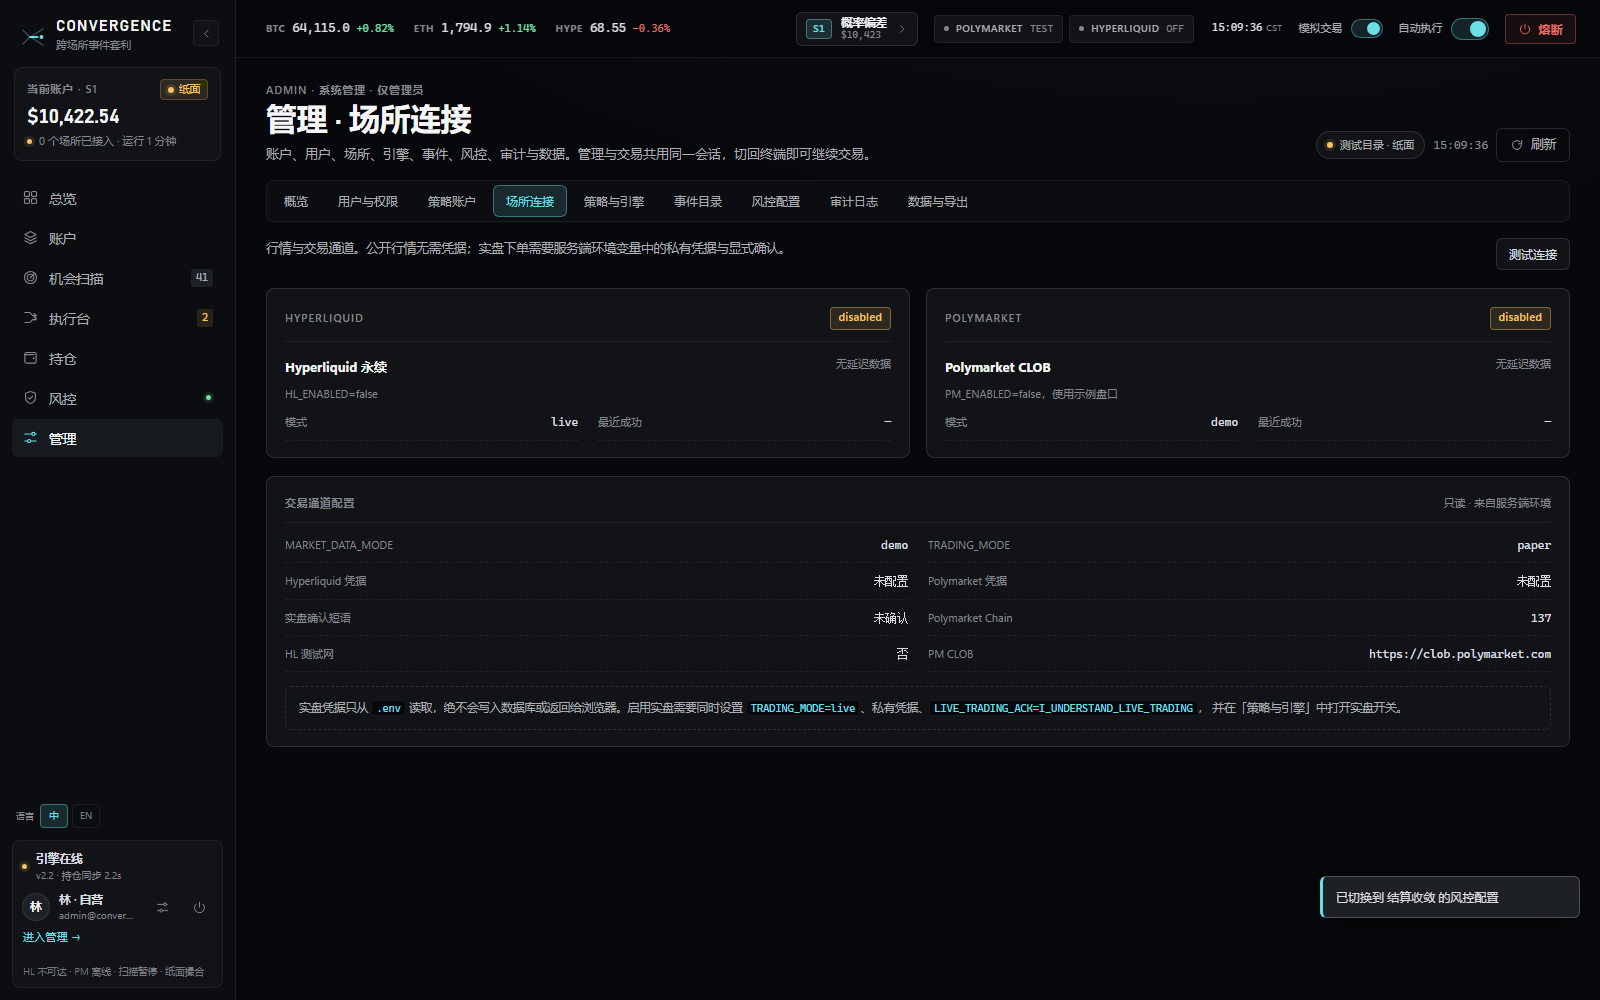 CONVERGENCE
跨场所事件套利
当前账户 · S1
纸面
$10,422.54
0 个场所已接入 · 运行 1 分钟
总览
账户
机会扫描
41
执行台
2
持仓
风控
管理
语言
中
EN
引擎在线
v2.2 · 持仓同步 2.2s
林
林 · 自营
admin@conver...
进入管理 →
HL 不可达 · PM 离线 · 扫描暂停 · 纸面撮合
BTC 64,115.0 +0.82%
ETH 1,794.9 +1.14%
HYPE 68.55 −0.36%
S1
概率偏差
$10,423
POLYMARKET TEST
HYPERLIQUID OFF
15:09:36 CST
模拟交易
自动执行
熔断
ADMIN · 系统管理 · 仅管理员
管理 · 场所连接
账户、用户、场所、引擎、事件、风控、审计与数据。管理与交易共用同一会话，切回终端即可继续交易。
测试目录 · 纸面
15:09:36
刷新
概览
用户与权限
策略账户
场所连接
策略与引擎
事件目录
风控配置
审计日志
数据与导出
行情与交易通道。公开行情无需凭据；实盘下单需要服务端环境变量中的私有凭据与显式确认。
测试连接
HYPERLIQUID
disabled
Hyperliquid 永续
无延迟数据
HL_ENABLED=false
模式
live
最近成功
—
POLYMARKET
disabled
Polymarket CLOB
无延迟数据
PM_ENABLED=false，使用示例盘口
模式
demo
最近成功
—
交易通道配置
只读 · 来自服务端环境
MARKET_DATA_MODE
demo
TRADING_MODE
paper
Hyperliquid 凭据
未配置
Polymarket 凭据
未配置
实盘确认短语
未确认
Polymarket Chain
137
HL 测试网
否
PM CLOB
https://clob.polymarket.com
实盘凭据只从 .env 读取，绝不会写入数据库或返回给浏览器。启用实盘需要同时设置 TRADING_MODE=live 、私有凭据、 LIVE_TRADING_ACK=I_UNDERSTAND_LIVE_TRADING ，并在「策略与引擎」中打开实盘开关。
已切换到 结算收敛 的风控配置